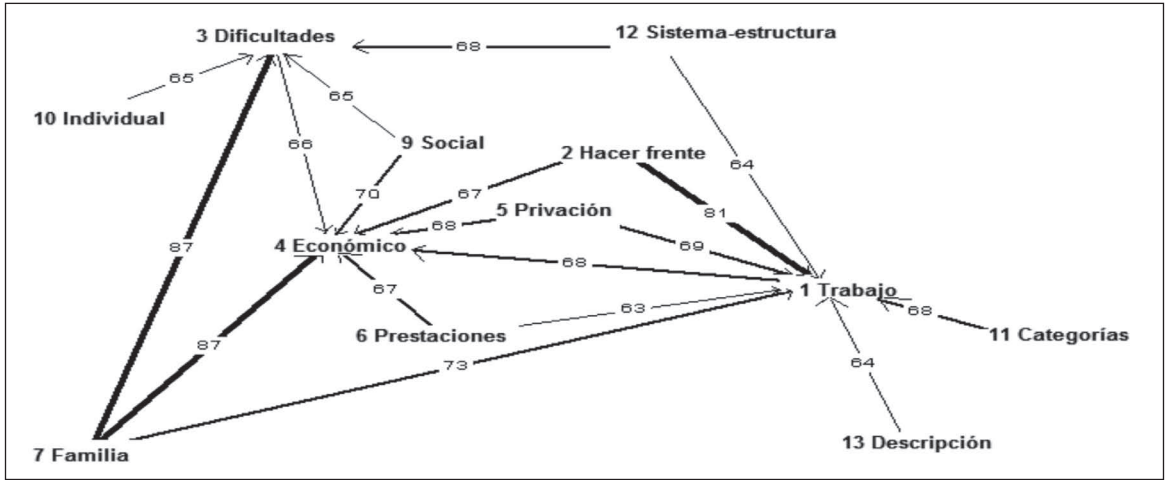 3 Dificultades
12 Sistema-estructura
68
65
10 Individual
65
66
9 Social
2 Hacer frente
64
70
67
5 Privación
81
68
69
4 Económico
87
68
67
1 Trabajo
63
6 Prestaciones
68
11 Categorías
87
73
64
13 Descripción
7 Familia